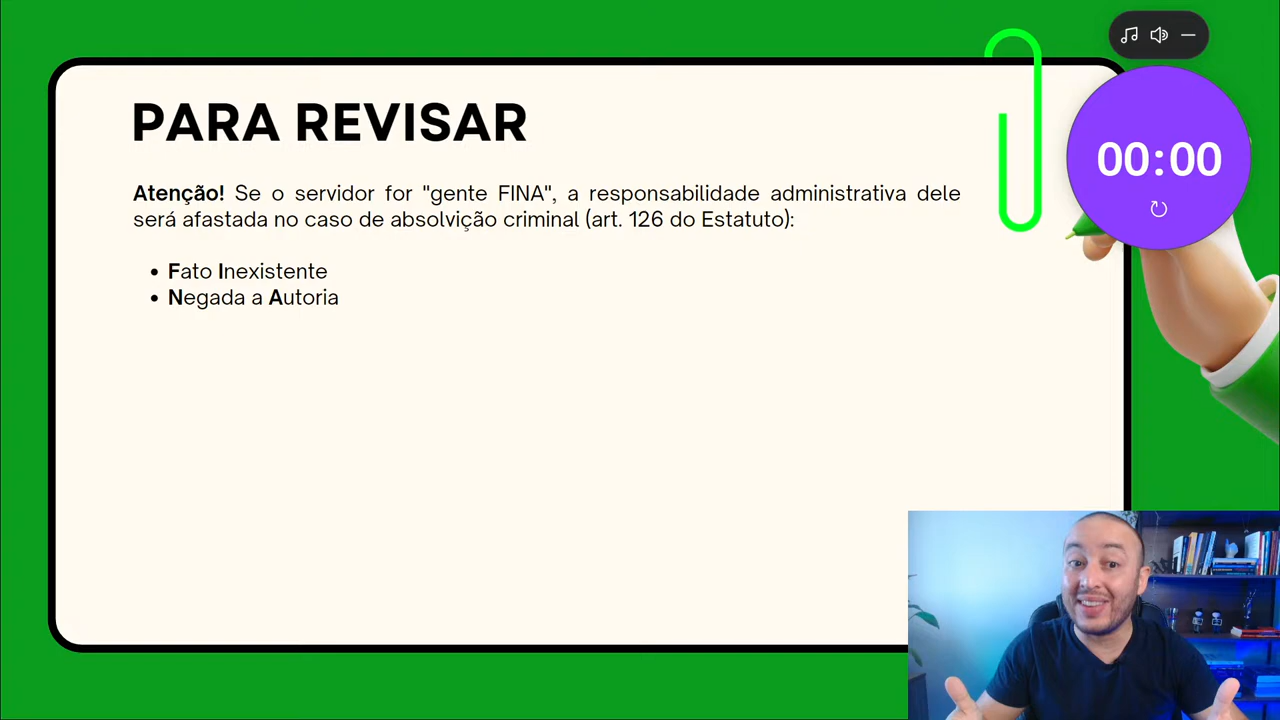 PARA REVISAR
00:00
Atenção! Se o servidor for "gente FINA", a responsabilidade administrativa dele
será afastada no caso de absolvição criminal (art. 126 do Estatuto):
• Fato Inexistente
• Negada a Autoria